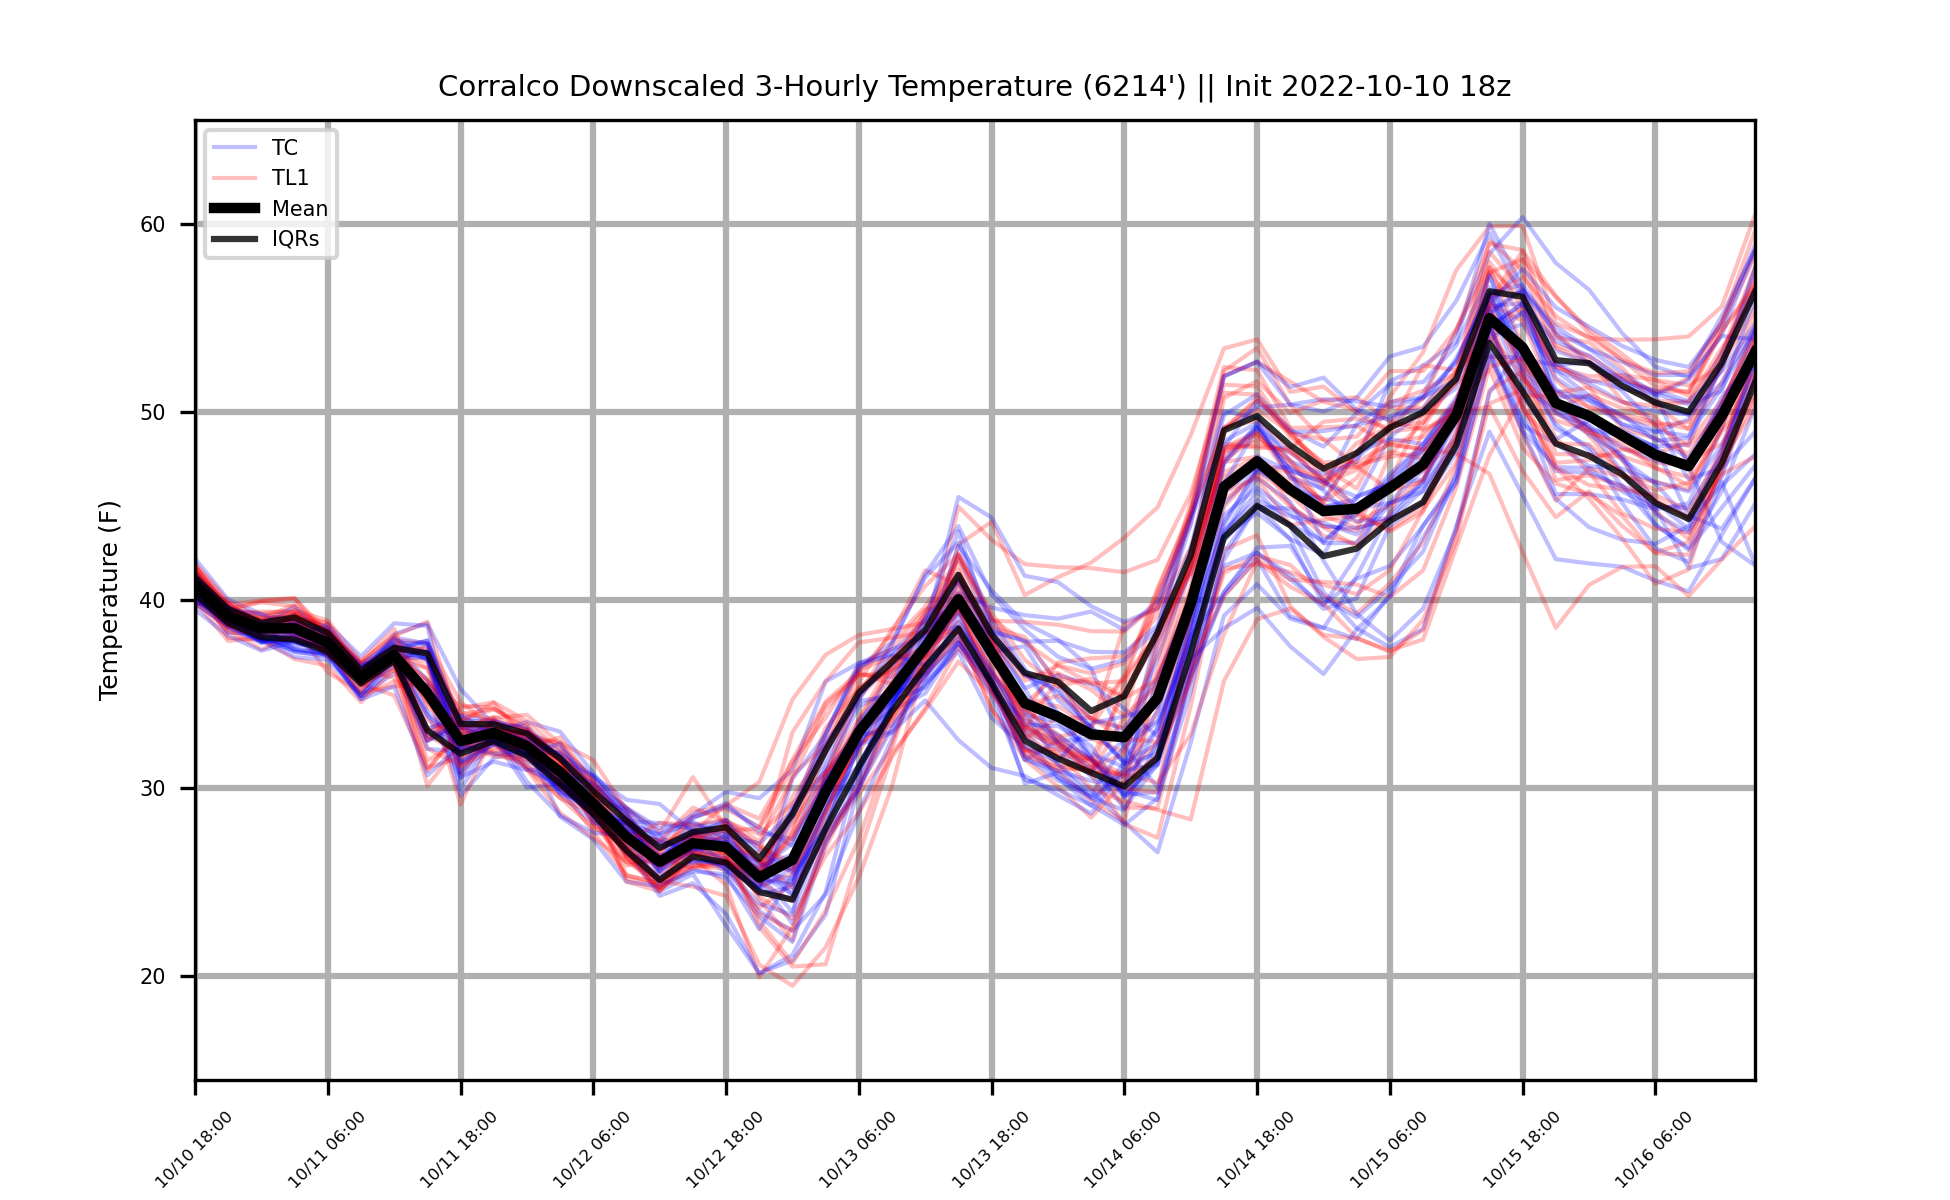 Corralco Downscaled 3-Hourly Temperature (6214') || Init 2022-10-10 18z
TC
TL1
Mean
IQRs
Temperature (F)
60
50
40
30
20
10/10 18:00
10/11 06:00
10/11 18:00
10/12 06:00
10/12 18:00
10/13 06:00
10/13 18:00
10/14 06:00
10/14 18:00
10/15 06:00
10/15 18:00
10/16 06:00